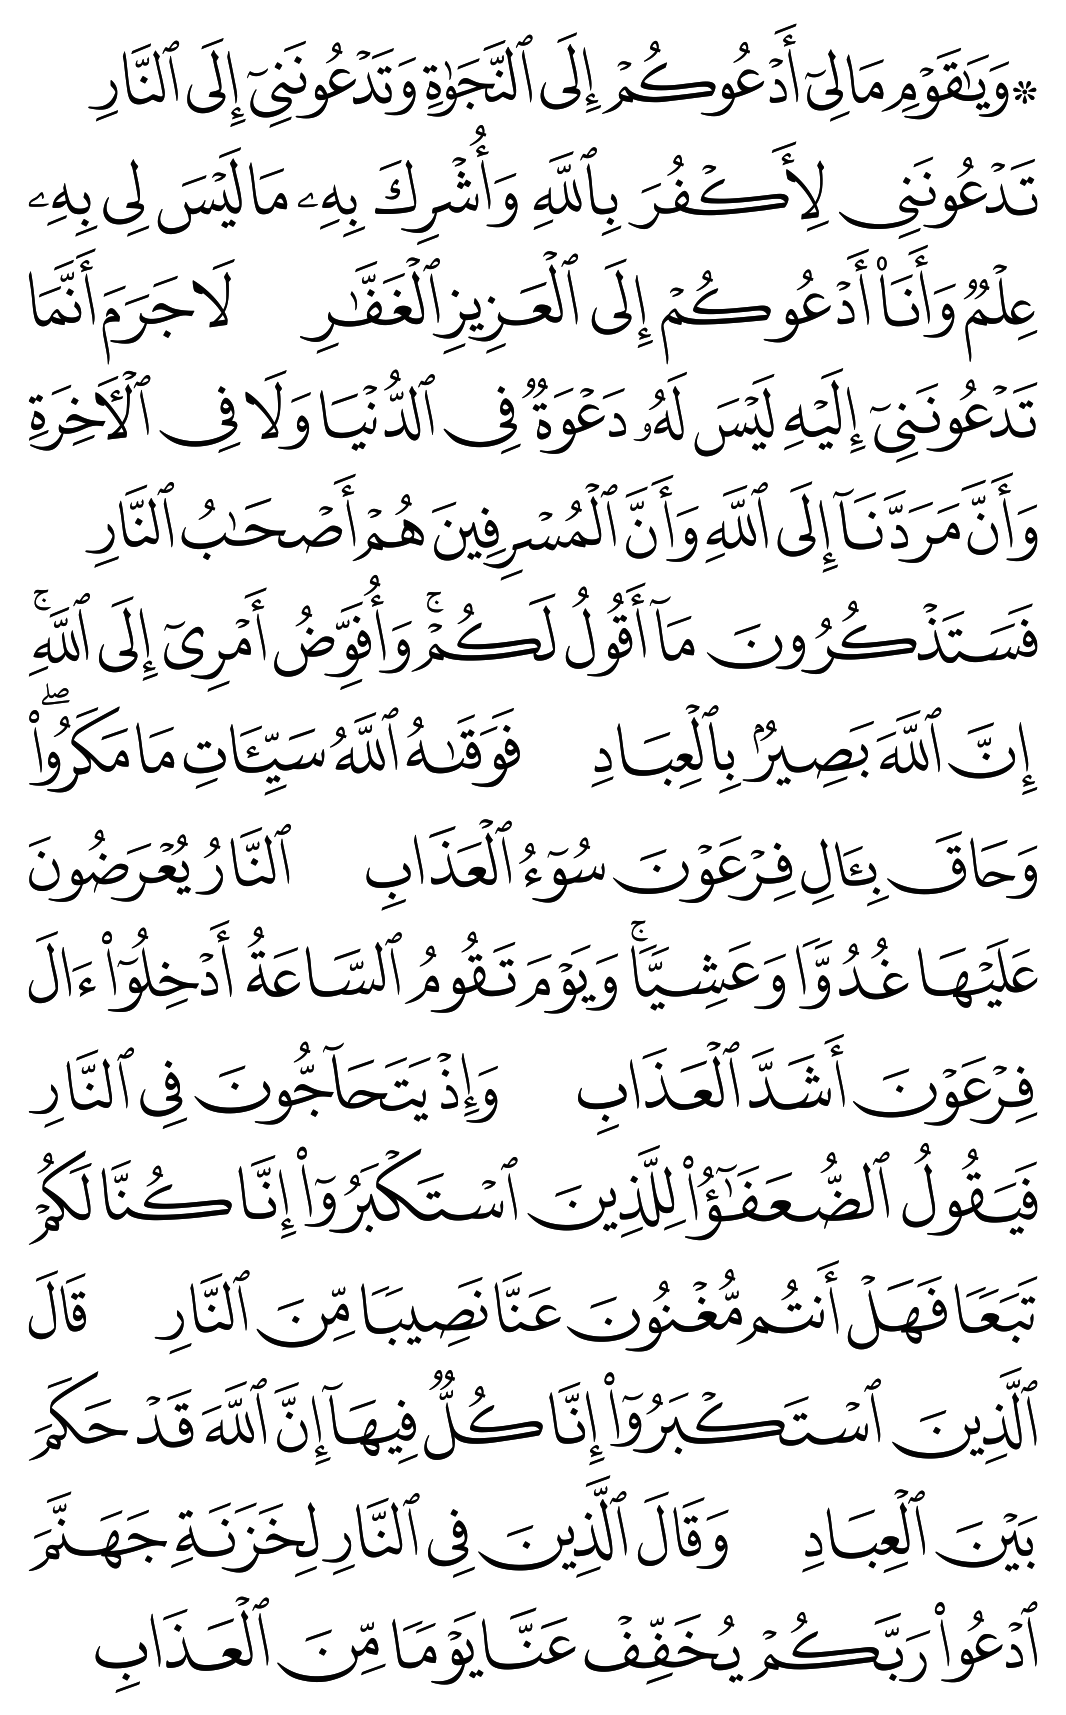 ۞وَيَٰقَوۡمِ مَا لِيٓ أَدۡعُوكُمۡ إِلَى ٱلنَّجَوٰةِ وَتَدۡعُونَنِيٓ إِلَى ٱلنَّارِ
تَدۡعُونَنِي لِأَكۡفُرَ بِٱللَّهِ وَأُشۡرِكَ بِهِۦ مَا لَيۡسَ لِي بِهِۦ
عِلۡمٞ وَأَنَا۠ أَدۡعُوكُمۡ إِلَى ٱلۡعَزِيزِ ٱلۡغَفَّٰرِ لَا جَرَمَ أَنَّمَا
تَدۡعُونَنِيٓ إِلَيۡهِ لَيۡسَ لَهُۥ دَعۡوَةٞ فِي ٱلدُّنۡيَا وَلَا فِي ٱلۡأٓخِرَةِ
وَأَنَّ مَرَدَّنَآ إِلَى ٱللَّهِ وَأَنَّ ٱلۡمُسۡرِفِينَ هُمۡ أَصۡحَٰبُ ٱلنَّارِ
فَسَتَذۡكُرُونَ مَآ أَقُولُ لَكُمۡۚ وَأُفَوِّضُ أَمۡرِيٓ إِلَى ٱللَّهِۚ
إِنَّ ٱللَّهَ بَصِيرُۢ بِٱلۡعِبَادِ فَوَقَىٰهُ ٱللَّهُ سَيِّـَٔاتِ مَا مَكَرُواْۖ
وَحَاقَ بِـَٔالِ فِرۡعَوۡنَ سُوٓءُ ٱلۡعَذَابِ ٱلنَّارُ يُعۡرَضُونَ
عَلَيۡهَا غُدُوّٗا وَعَشِيّٗاۚ وَيَوۡمَ تَقُومُ ٱلسَّاعَةُ أَدۡخِلُوٓاْ ءَالَ
فِرۡعَوۡنَ أَشَدَّ ٱلۡعَذَابِ وَإِذۡ يَتَحَآجُّونَ فِي ٱلنَّارِ
فَيَقُولُ ٱلضُّعَفَٰٓؤُاْ لِلَّذِينَ ٱسۡتَكۡبَرُوٓاْ إِنَّا كُنَّا لَكُمۡ
تَبَعٗا فَهَلۡ أَنتُم مُّغۡنُونَ عَنَّا نَصِيبٗا مِّنَ ٱلنَّارِ قَالَ
ٱلَّذِينَ ٱسۡتَكۡبَرُوٓاْ إِنَّا كُلّٞ فِيهَآ إِنَّ ٱللَّهَ قَدۡ حَكَمَ
بَيۡنَ ٱلۡعِبَادِ وَقَالَ ٱلَّذِينَ فِي ٱلنَّارِ لِخَزَنَةِ جَهَنَّمَ
ٱدۡعُواْ رَبَّكُمۡ يُخَفِّفۡ عَنَّا يَوۡمٗا مِّنَ ٱلۡعَذَابِ